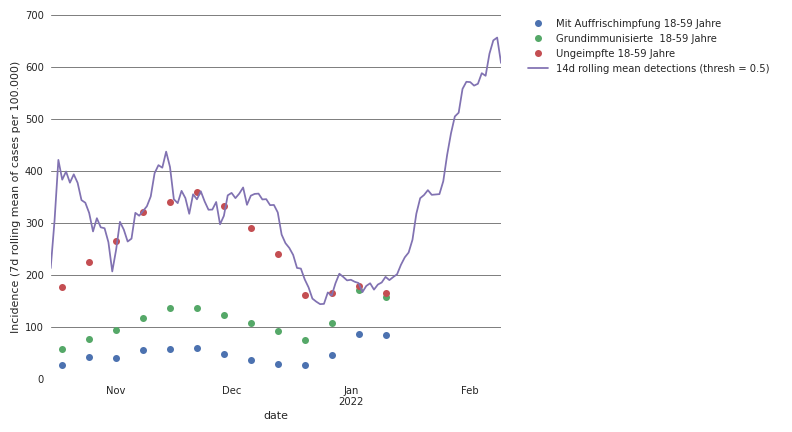 700
600
500
400
300
200
100
0
Incidence (7d rolling mean of cases per 100.000)
Nov
Dec
Jan
2022
Feb
date
Mit Auffrischimpfung 18-59 Jahre
Grundimmunisierte  18-59 Jahre
Ungeimpfte 18-59 Jahre
14d rolling mean detections (thresh = 0.5)